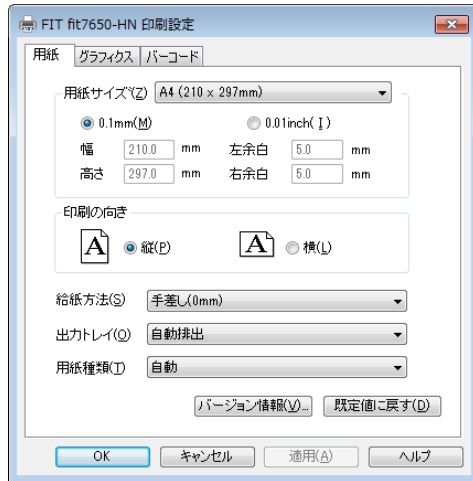 FIT fit7650-HN 印刷設定
用紙 グラフィクス バーコード
用紙サイズ(Z) A4 (210 x 297mm)
0.1mm(M) 0.01inch( I )
幅 210.0 mm 左余白 5.0 mm
高さ 297.0 mm 右余白 5.0 mm
印刷の向き
A 縦(P) A 横(L)
給紙方法(S) 手差し(0mm)
出力トレイ(O) 自動排出
用紙種類(T) 自動
バージョン情報(V)... 既定値に戻す(D)
OK キャンセル 適用(A) ヘルプ